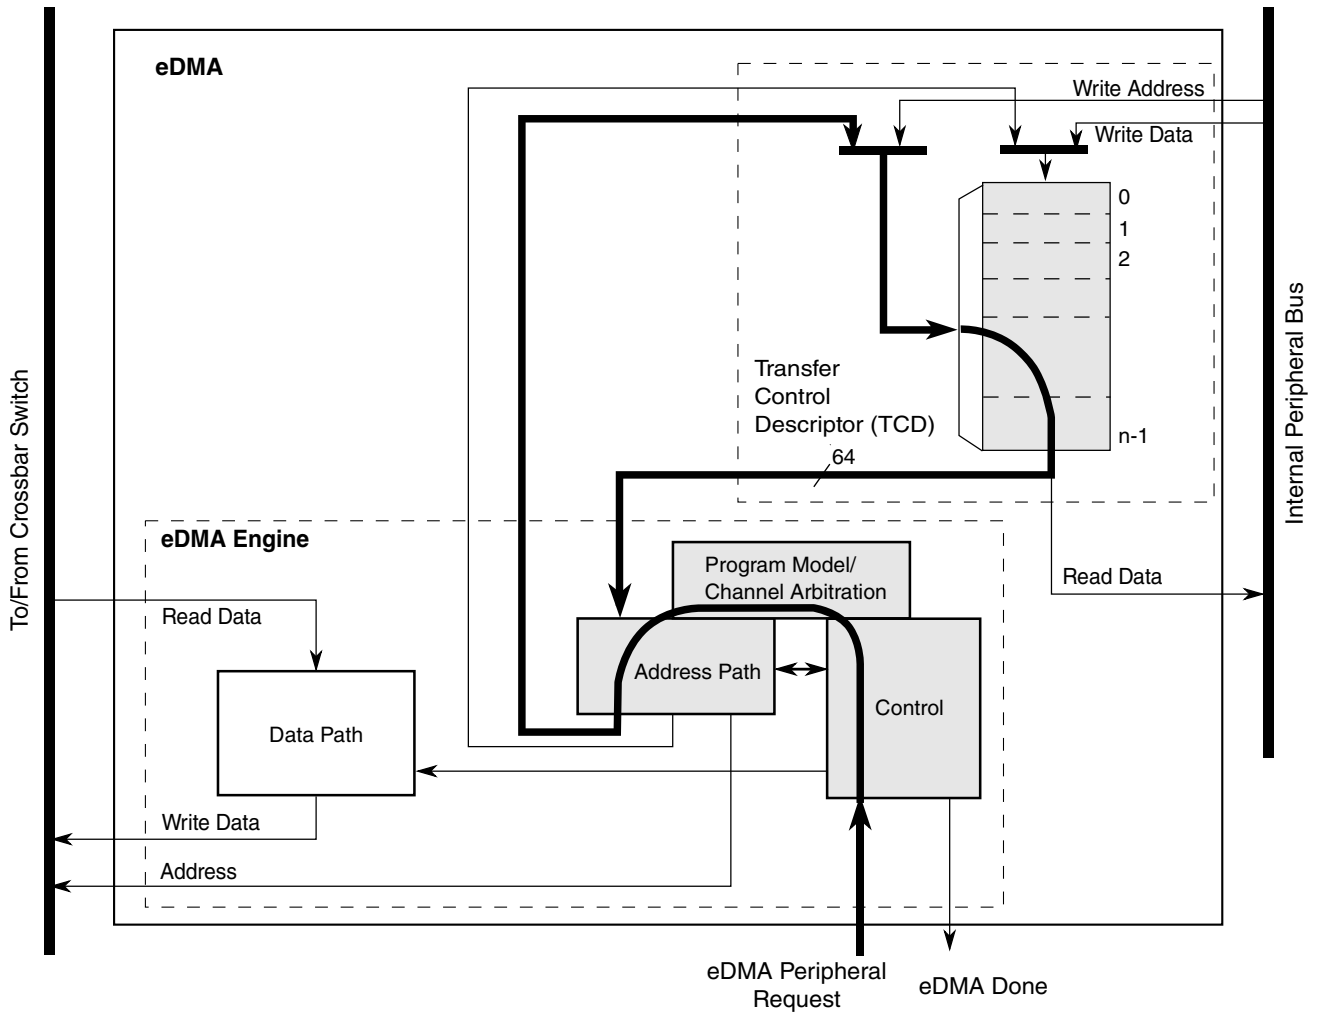 eDMA
Write Address
Write Data
0
1
2
Transfer
Control
Descriptor (TCD)
n-1
64
To/From Crossbar Switch
Internal Peripheral Bus
eDMA Engine
Program Model/
Channel Arbitration
Read Data
Read Data
Address Path
Control
Data Path
Write Data
Address
eDMA Peripheral
Request
eDMA Done